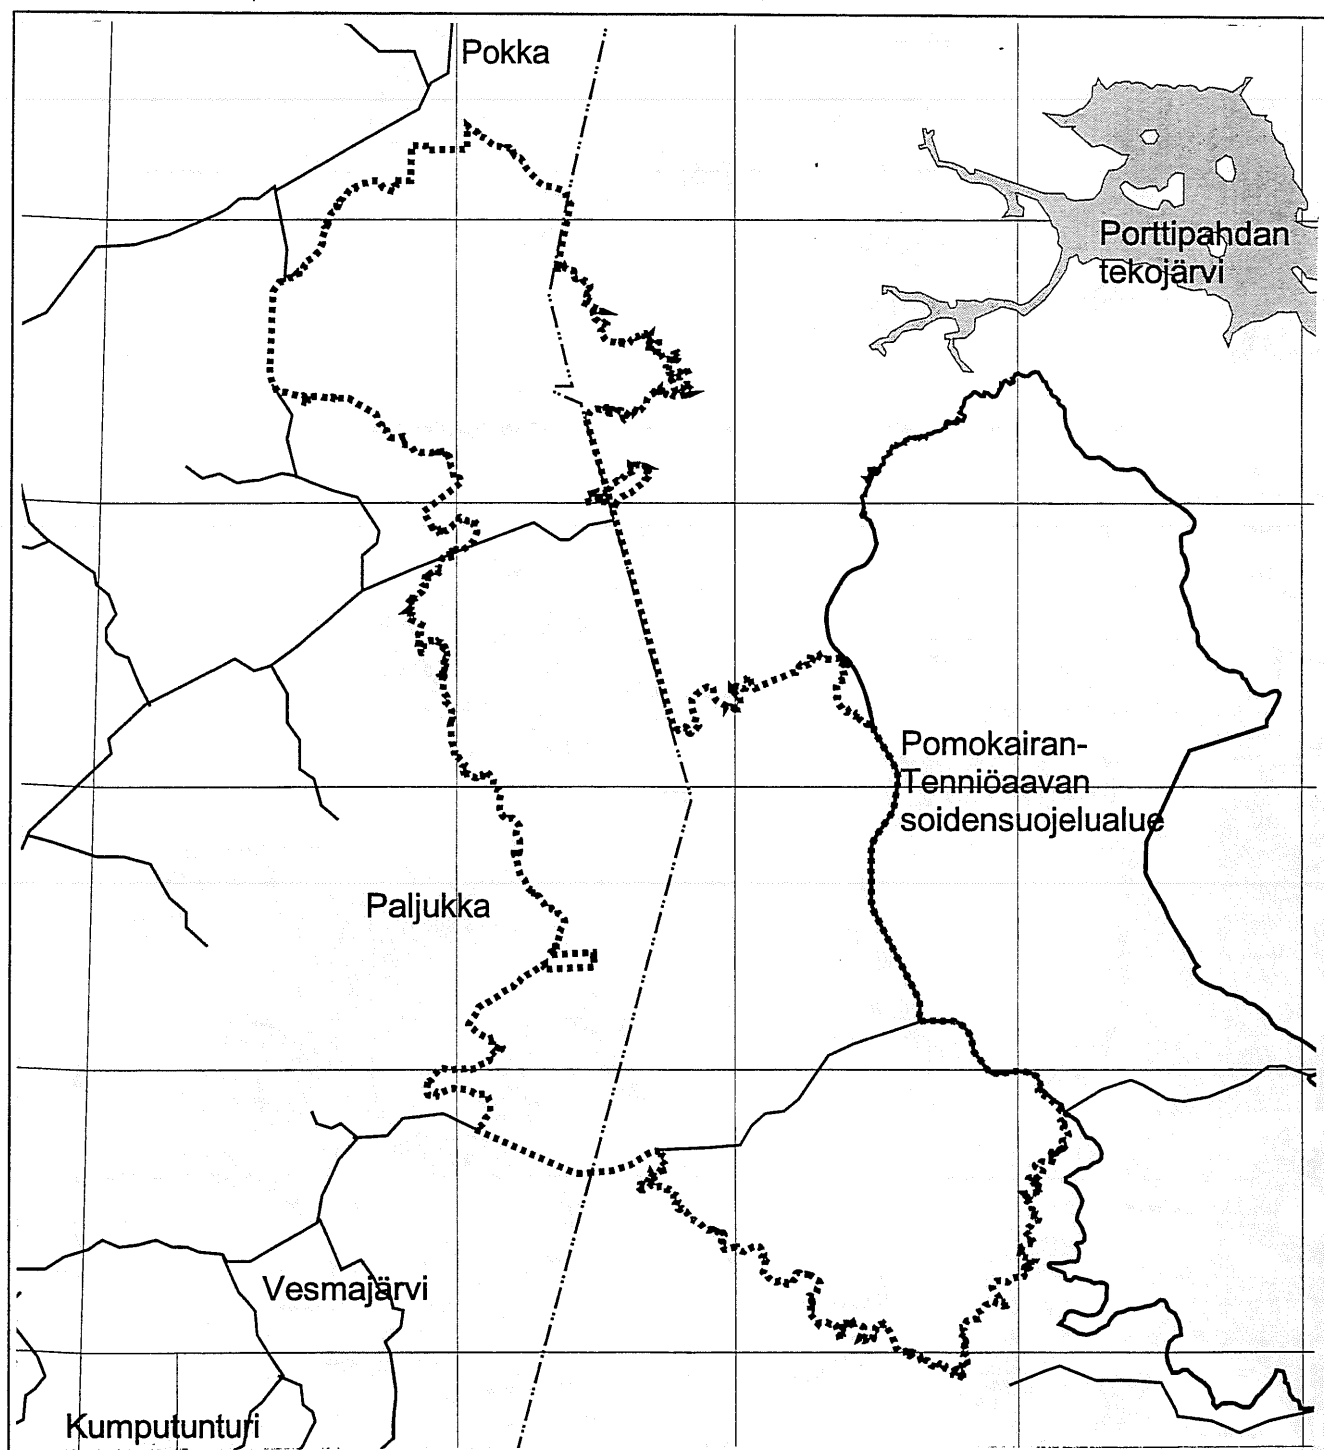 Pokka
Porttipahdan
tekojärvi
Pomokairan-
Tenniöaavan
soidensuojelualue
Paljukka
Vesmajärvi
Kumputunturi